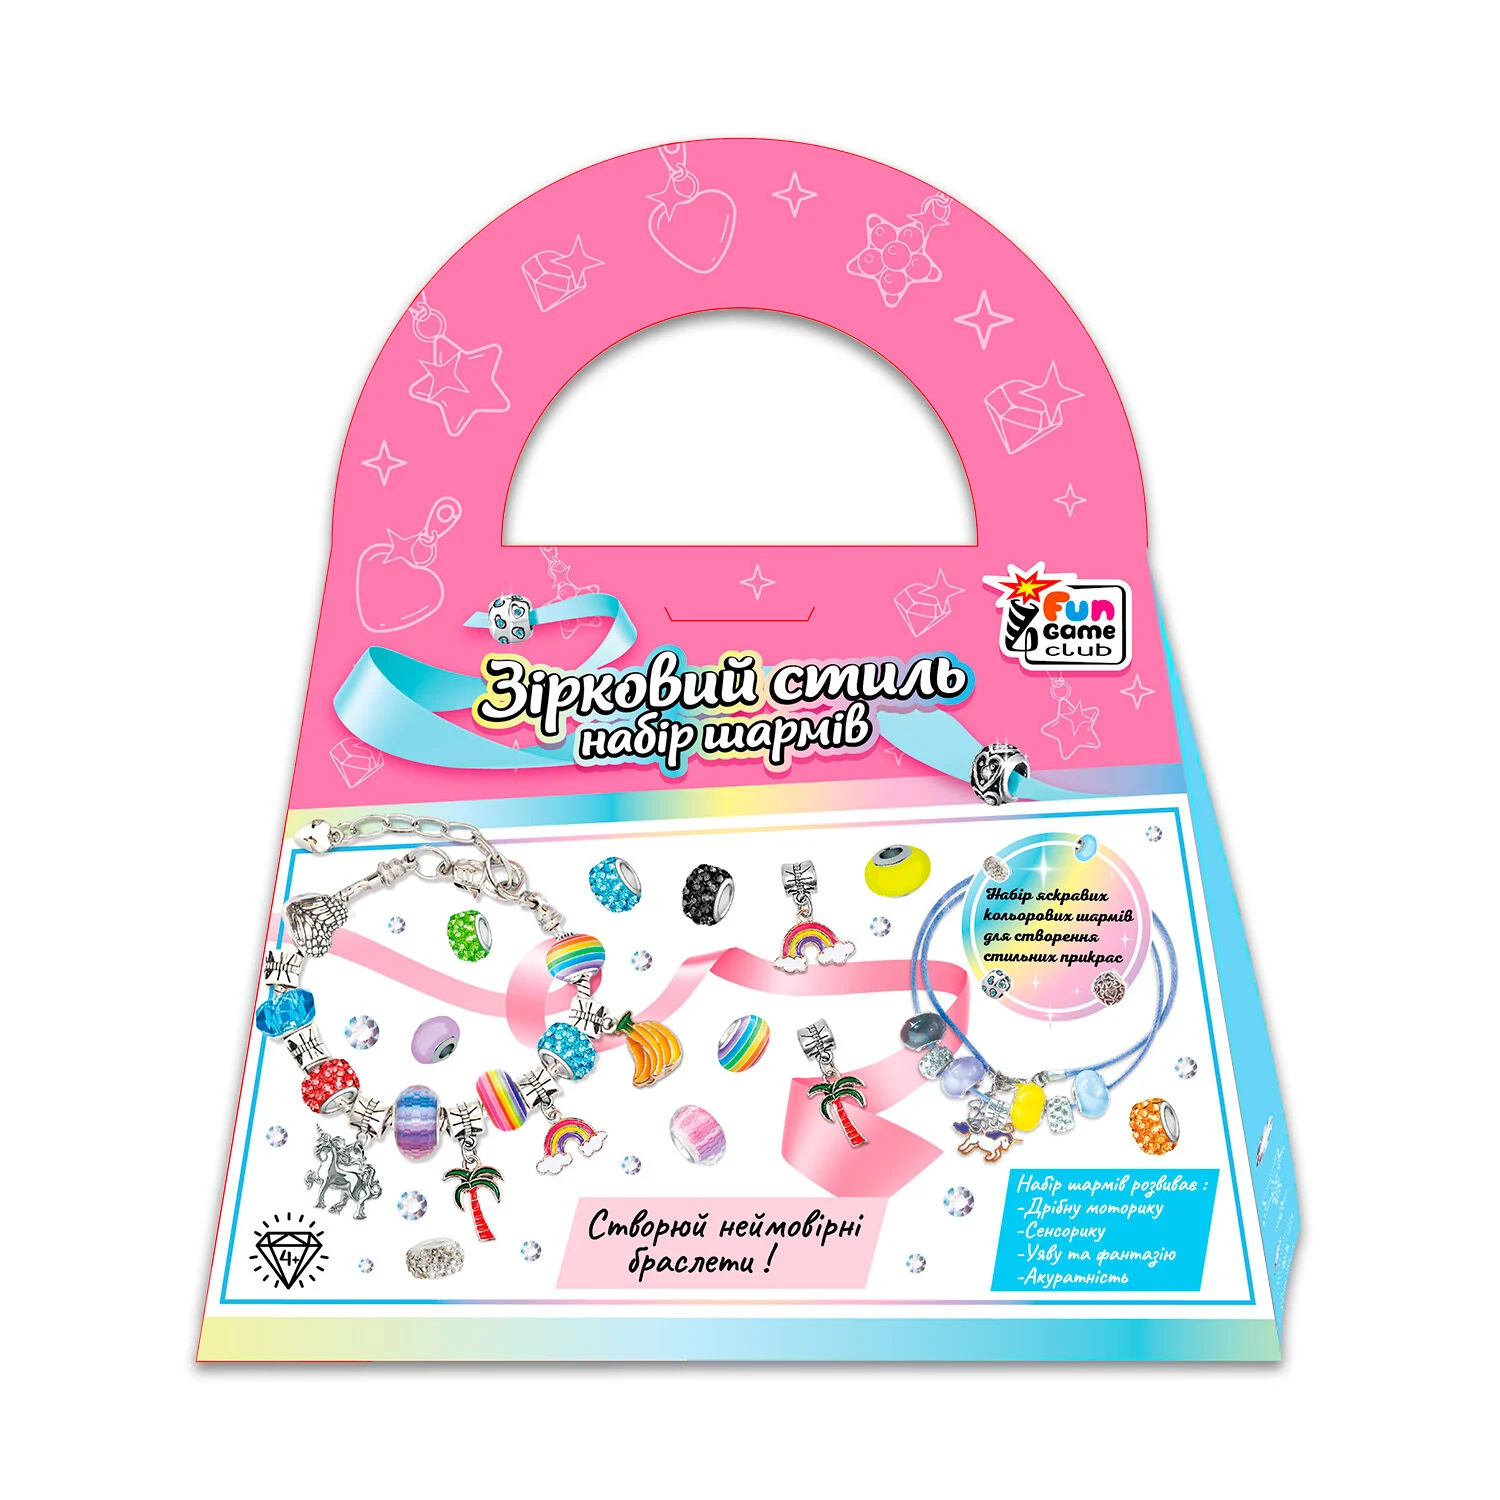 Fun
Game
club
Зірковий стиль
набір шармів
Набір яскравих
кольорових шармів
для створення
стильних прикрас
Створюй неймовірні
браслети !
Набір шармів розвиває :
-Дрібну моторику
-Сенсорику
-Уяву та фантазію
-Акуратність
4+